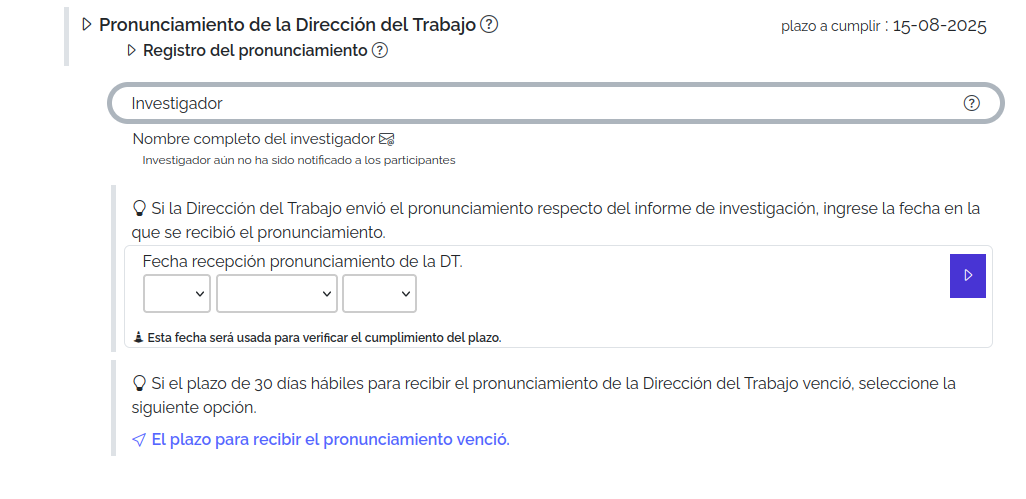 Pronunciamiento de la Dirección del Trabajo
plazo a cumplir : 15-08-2025
Registro del pronunciamiento
Investigador
Nombre completo del investigador
Investigador aún no ha sido notificado a los participantes
Si la Dirección del Trabajo envió el pronunciamiento respecto del informe de investigación, ingrese la fecha en la
que se recibió el pronunciamiento.
Fecha recepción pronunciamiento de la DT.
Esta fecha será usada para verificar el cumplimiento del plazo.
Si el plazo de 30 días hábiles para recibir el pronunciamiento de la Dirección del Trabajo venció, seleccione la
siguiente opción.
El plazo para recibir el pronunciamiento venció.